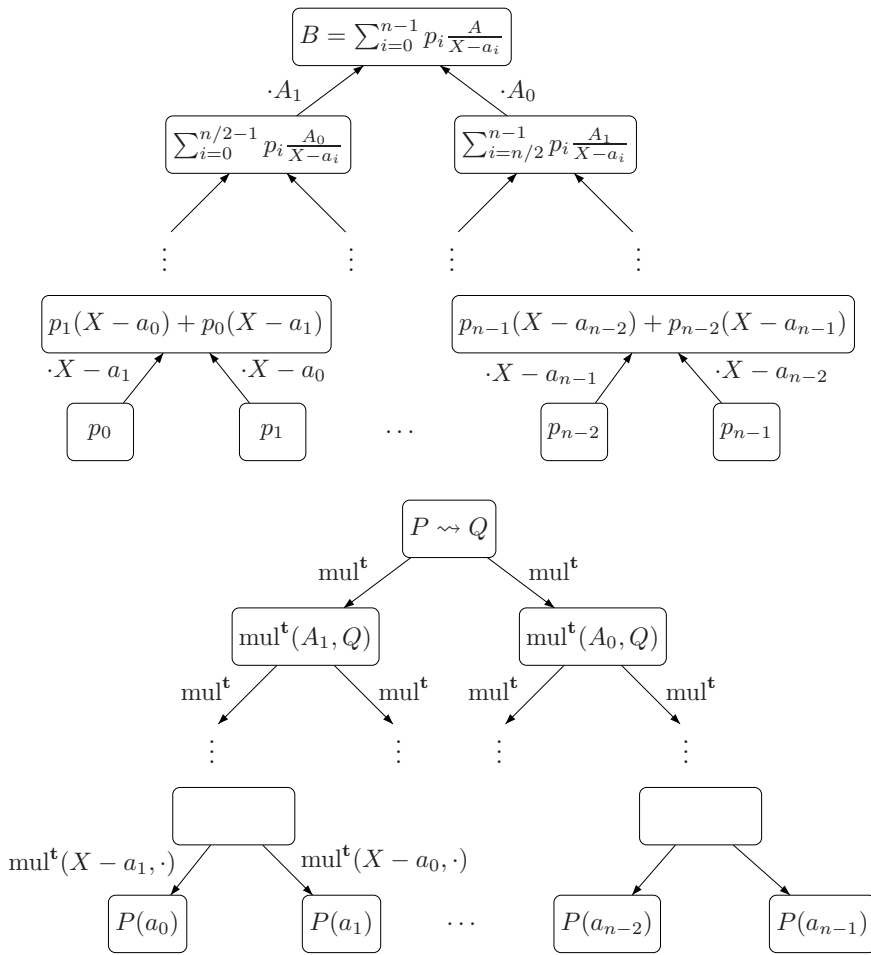 B = \sum_{i=0}^{n-1} p_i \frac{A}{X-a_i}
·A_1 ·A_0
\sum_{i=0}^{n/2-1} p_i \frac{A_0}{X-a_i} \sum_{i=n/2}^{n-1} p_i \frac{A_1}{X-a_i}
⋮ ⋮ ⋮ ⋮
p_1(X − a_0) + p_0(X − a_1) p_{n−1}(X − a_{n−2}) + p_{n−2}(X − a_{n−1})
·X − a_1 ·X − a_0 ·X − a_{n−1} ·X − a_{n−2}
p_0 p_1 ⋯ p_{n−2} p_{n−1}
P ⇝ Q
mul^t mul^t
mul^t(A_1, Q) mul^t(A_0, Q)
mul^t mul^t mul^t mul^t
⋮ ⋮ ⋮ ⋮
mul^t(X − a_1, ·) mul^t(X − a_0, ·)
P(a_0) P(a_1) ⋯ P(a_{n−2}) P(a_{n−1})